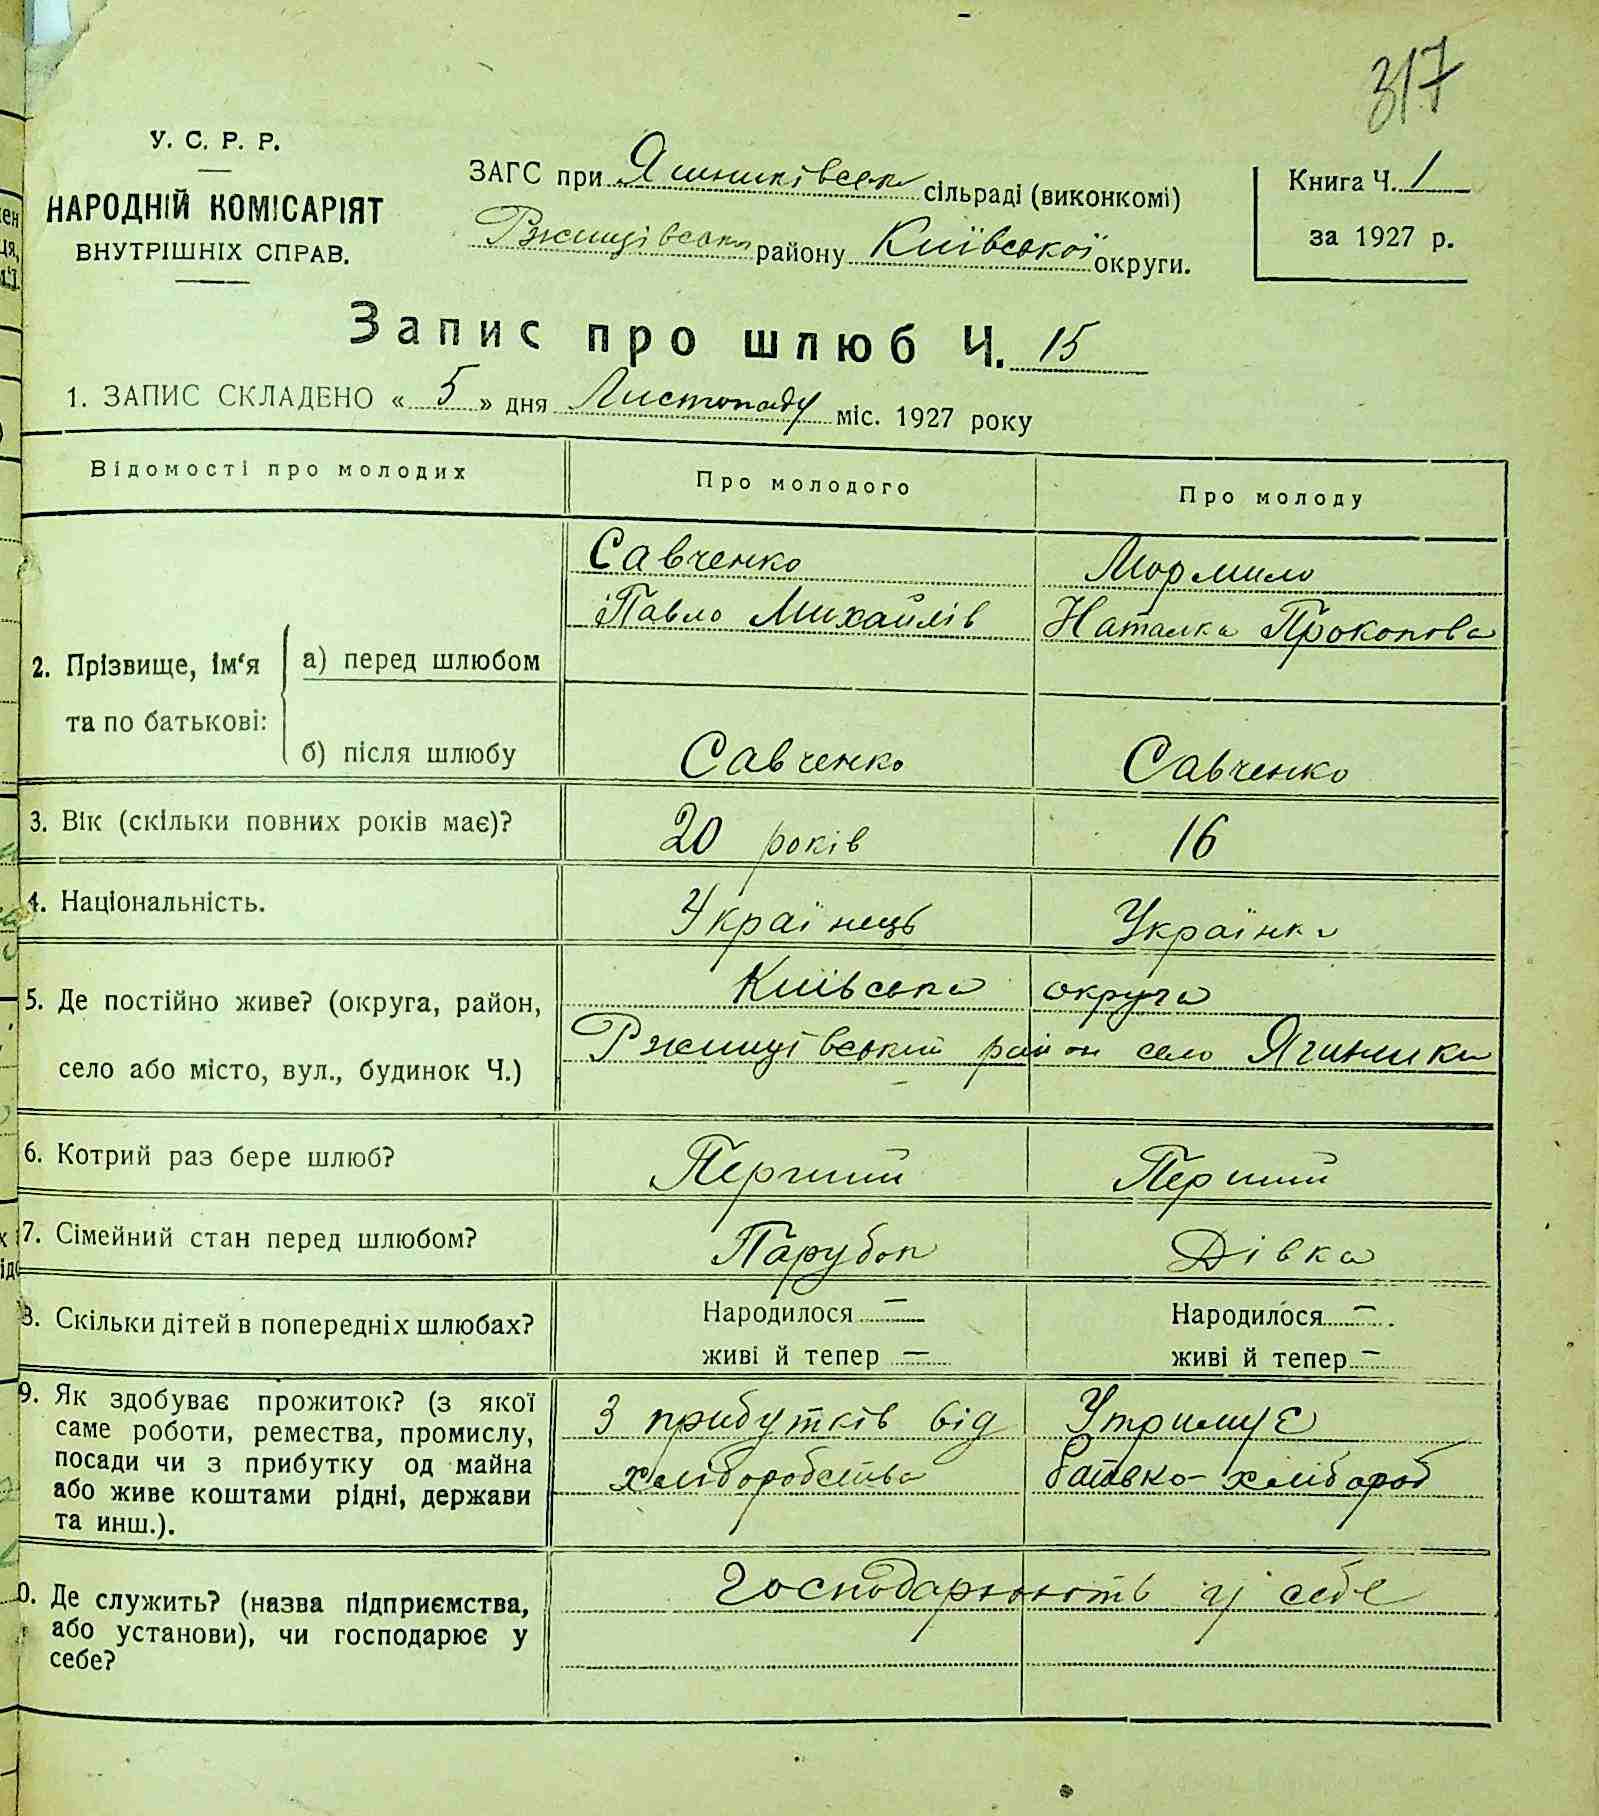 317
У. С. Р. Р.
НАРОДНІЙ КОМІСАРІЯТ
ВНУТРІШНІХ СПРАВ.
ЗАГС при Яшниківськ сільраді (виконкомі)
Ржищівськ району Київської округи.
Книга Ч. 1
за 1927 р.
Запис про шлюб Ч. 15
1. ЗАПИС СКЛАДЕНО « 5 » дня Листопаду міс. 1927 року
Відомості про молодих Про молодого Про молоду
Савченко Мормило
Павло Михайлів Наталка Прокопова
2. Прізвище, ім‘я та по батькові:
а) перед шлюбом
б) після шлюбу Савченко Савченко
3. Вік (скільки повних років має)? 20 років 16
4. Національність. Українець Українка
5. Де постійно живе? (округа, район, Київська округа
село або місто, вул., будинок Ч.) Ржищівський район село Яшники
6. Котрий раз бере шлюб? Перший Перший
7. Сімейний стан перед шлюбом? Парубок Дівка
8. Скільки дітей в попередніх шлюбах? Народилося — Народилося —
живі й тепер — живі й тепер —
9. Як здобуває прожиток? (з якої
саме роботи, ремества, промислу,
посади чи з прибутку од майна
або живе коштами рідні, держави
та инш.).
З прибутків від
хліборобства
Утримує
батько - хлібороб
0. Де служить? (назва підприємства,
або установи), чи господарює у
себе?
Господарюють у себе